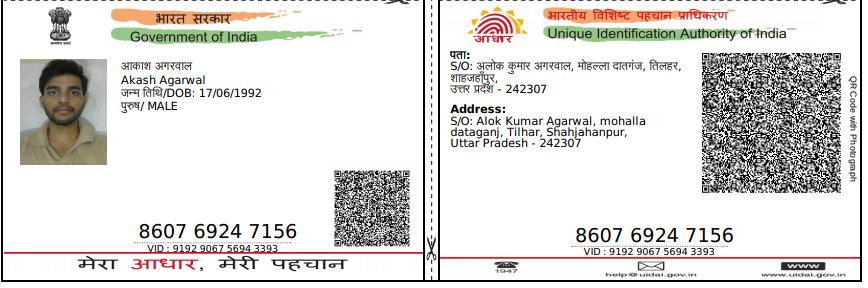 भारत सरकार
Government of India
आकाश अगरवाल
Akash Agarwal
जन्म तिथि/DOB: 17/06/1992
पुरुष/ MALE
8607 6924 7156
VID : 9192 9067 5694 3393
मेरा आधार, मेरी पहचान
भारतीय विशिष्ट पहचान प्राधिकरण
Unique Identification Authority of India
आधार
पता:
S/O: अलोक कुमार अगरवाल, मोहल्ला दातगंज, तिलहर,
शाहजहाँपुर,
उत्तर प्रदेश - 242307
Address:
S/O: Alok Kumar Agarwal, mohalla
dataganj, Tilhar, Shahjahanpur,
Uttar Pradesh - 242307
QR Code with Photograph
8607 6924 7156
VID : 9192 9067 5694 3393
1947
help@uidai.gov.in
www
www.uidai.gov.in